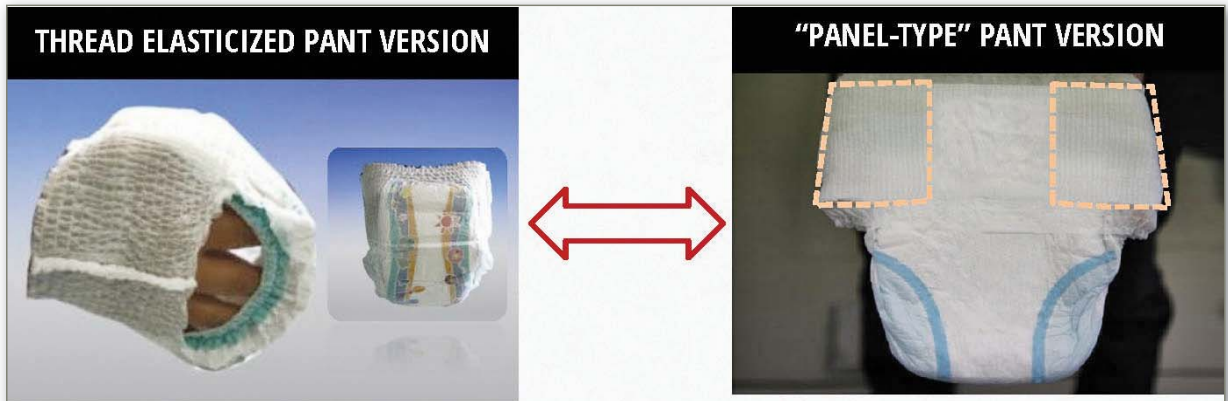 THREAD ELASTICIZED PANT VERSION
“PANEL-TYPE” PANT VERSION